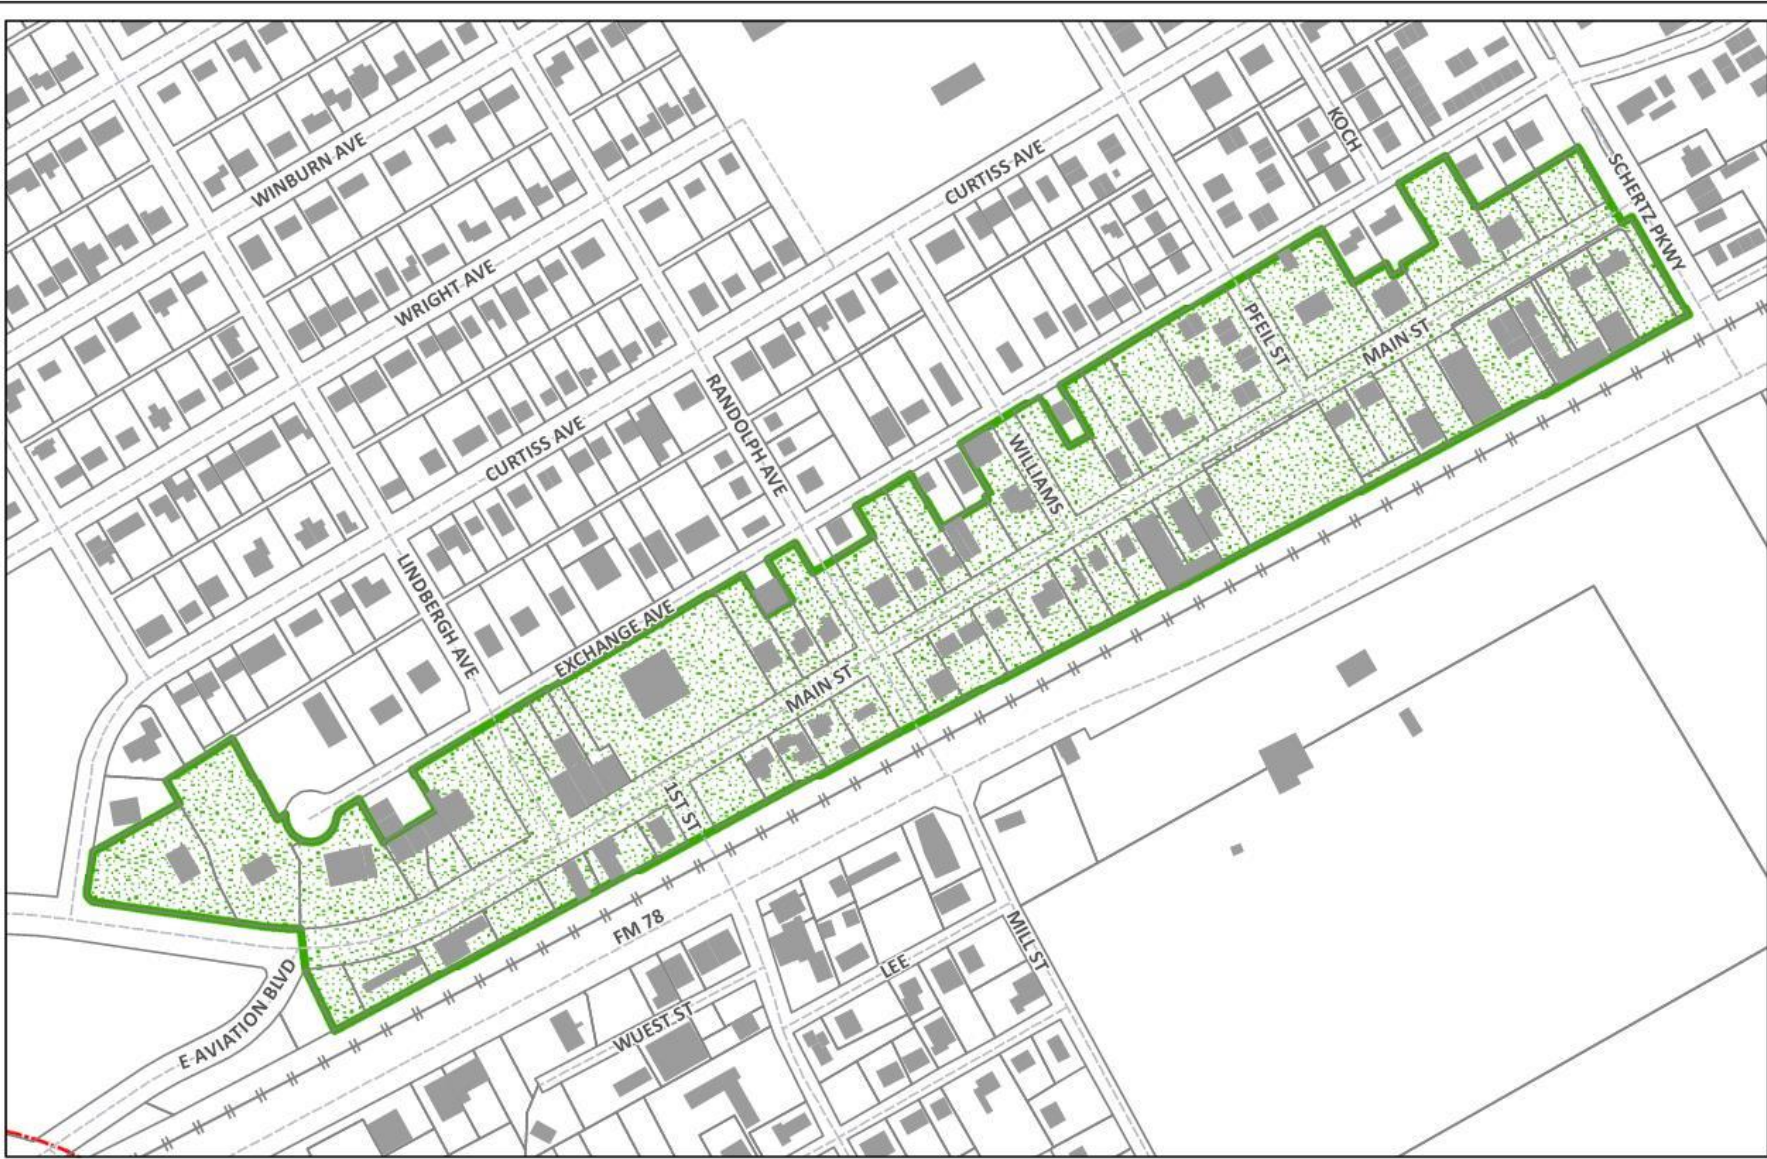 KOCH
WINBURN AVE
CURTISS AVE
SCHERTZ PKWY
WRIGHT AVE
PFEIL ST
MAIN ST
RANDOLPH AVE
CURTISS AVE
WILLIAMS
LINDBERGH AVE
EXCHANGE AVE
MAIN ST
1ST ST
FM 78
MILL ST
LEE
E AVIATION BLVD
WUEST ST